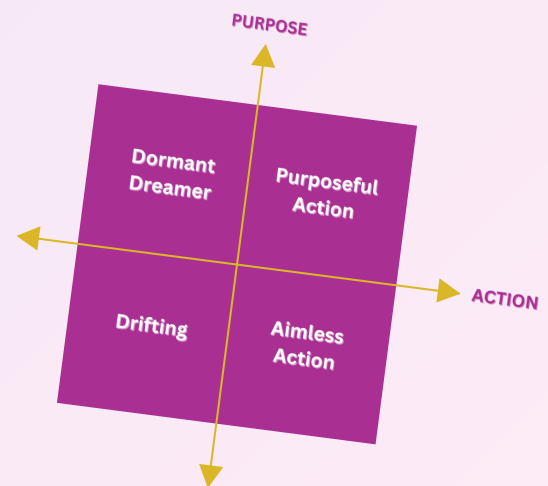 PURPOSE
Dormant
Dreamer
Purposeful
Action
ACTION
Drifting
Aimless
Action